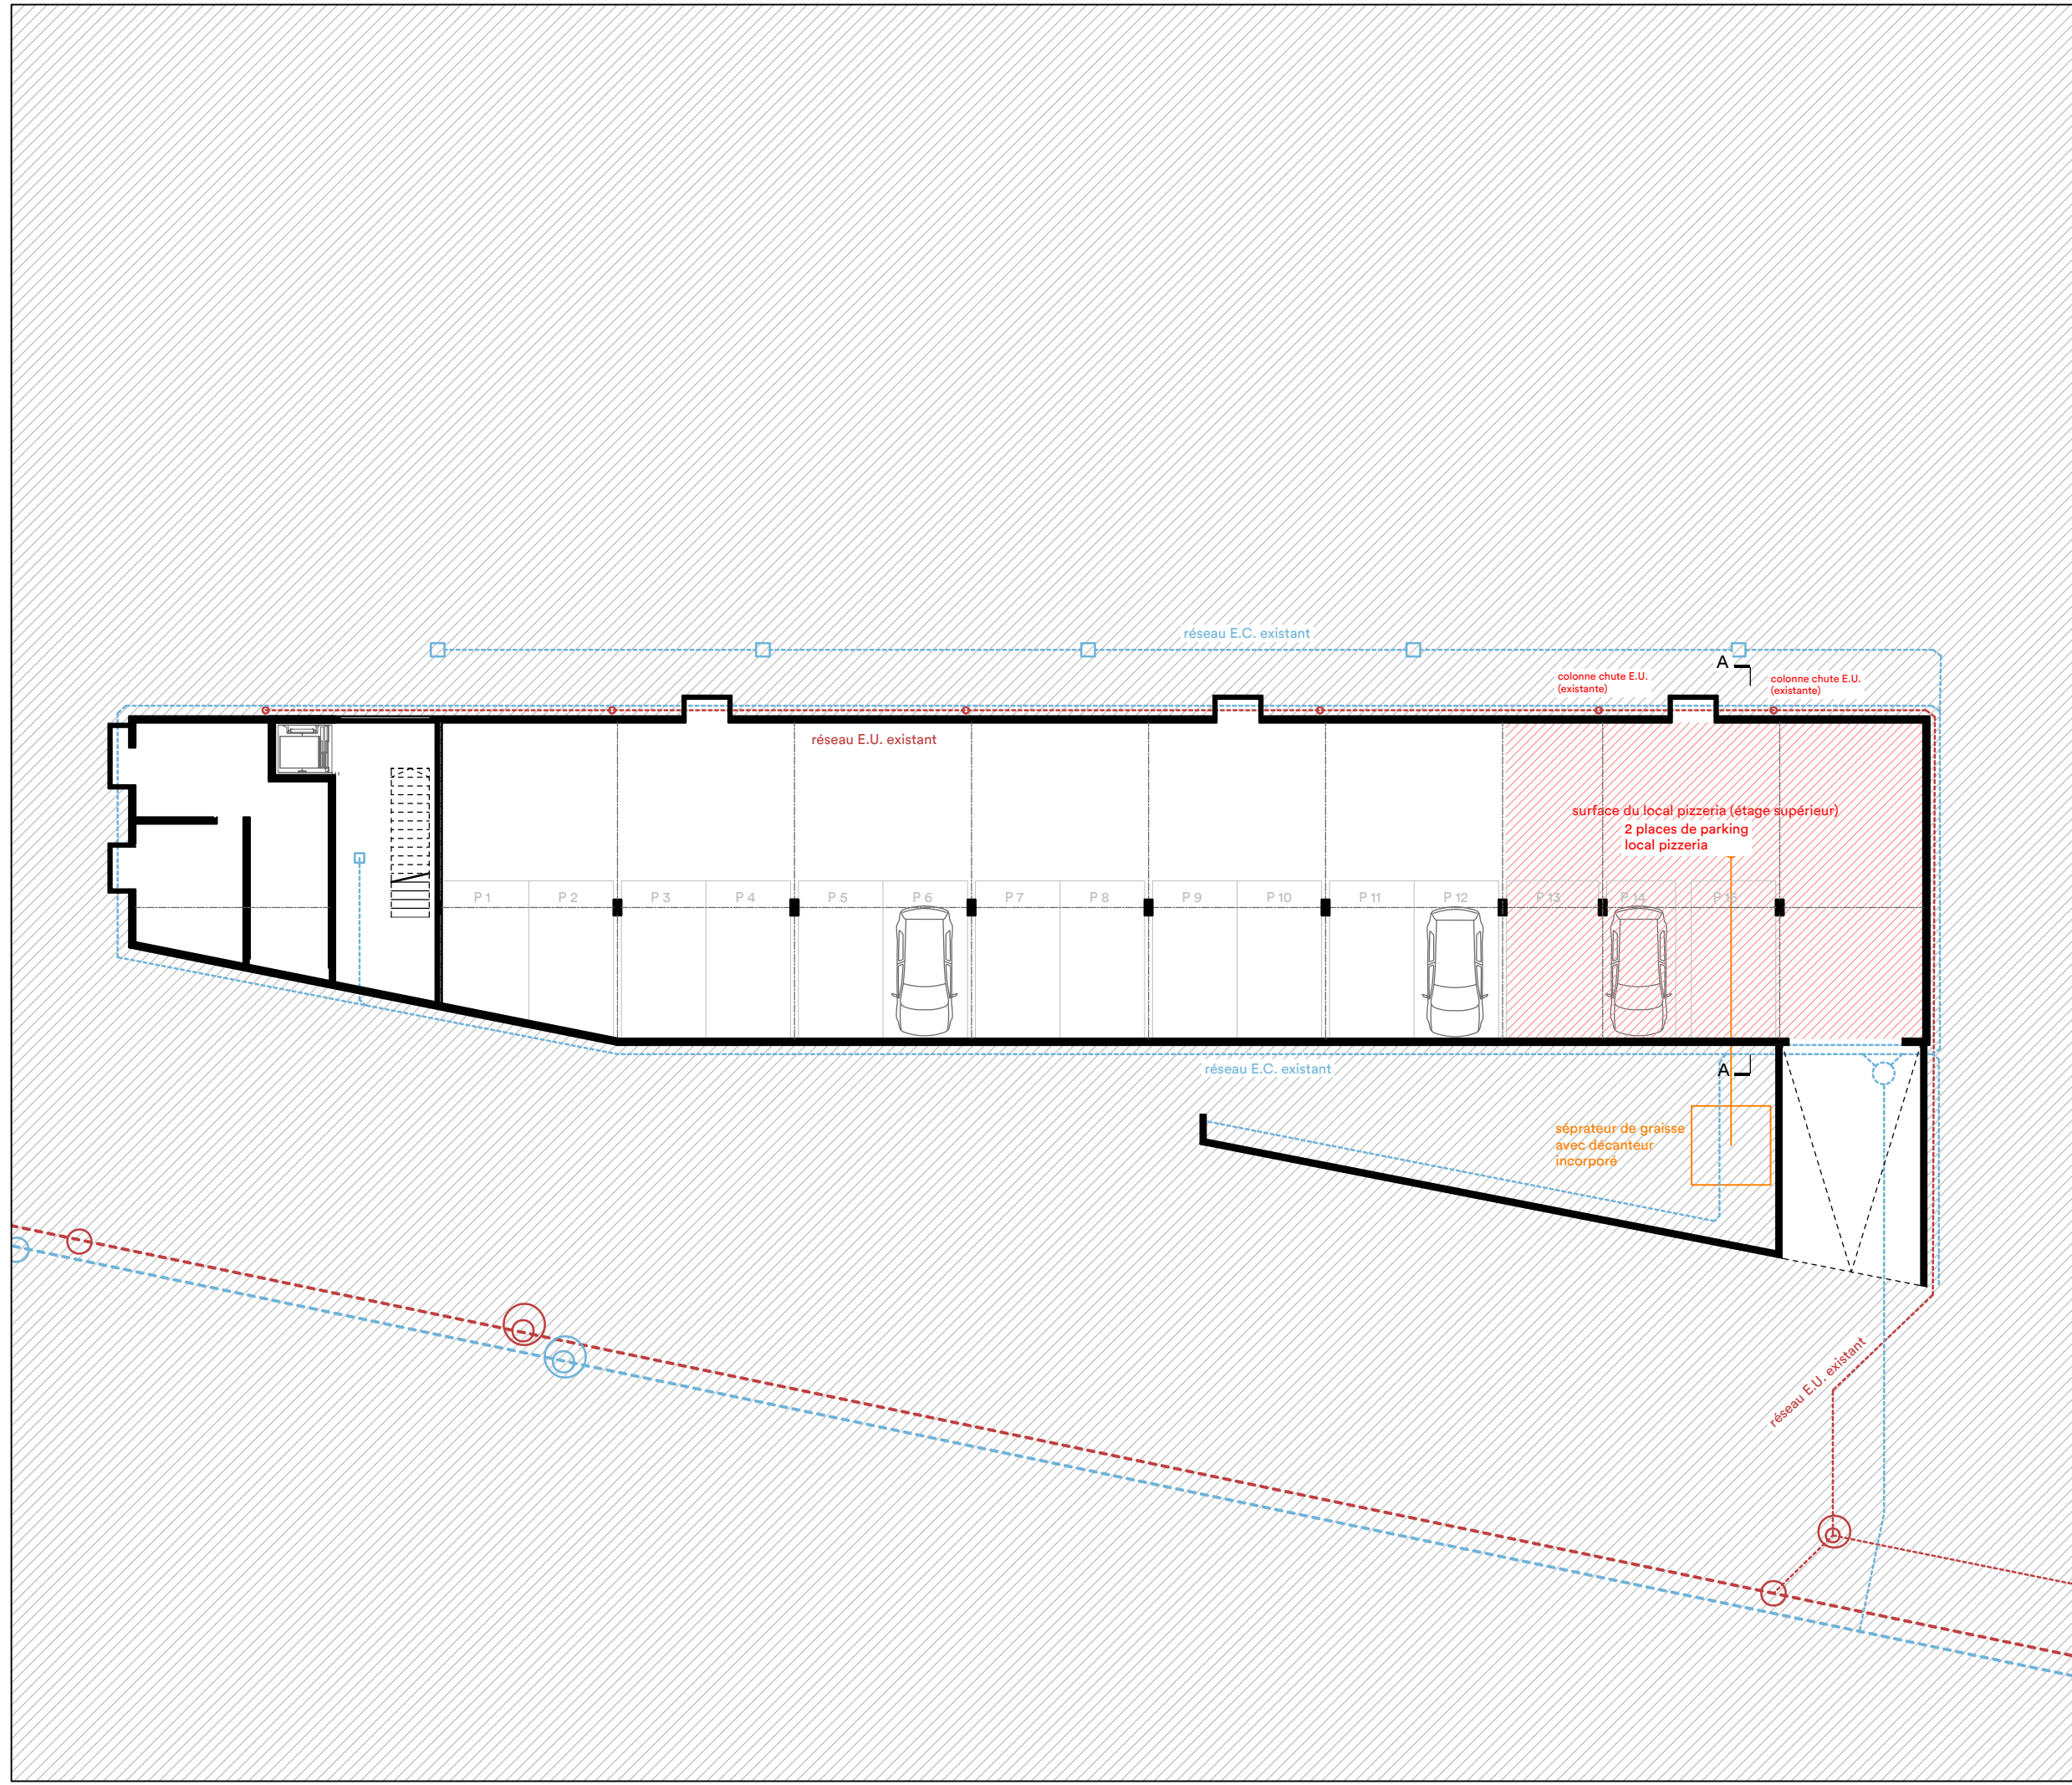 réseau E.C. existant
A
colonne chute E.U.
(existante)
colonne chute E.U.
(existante)
réseau E.U. existant
surface du local pizzeria (étage supérieur)
2 places de parking
local pizzeria
P 1
P 2
P 3
P 4
P 5
P 6
P 7
P 8
P 9
P 10
P 11
P 12
P 13
P 14
P 15
réseau E.C. existant
A
séprateur de graisse
avec décanteur
incorporé
réseau E.U. existant